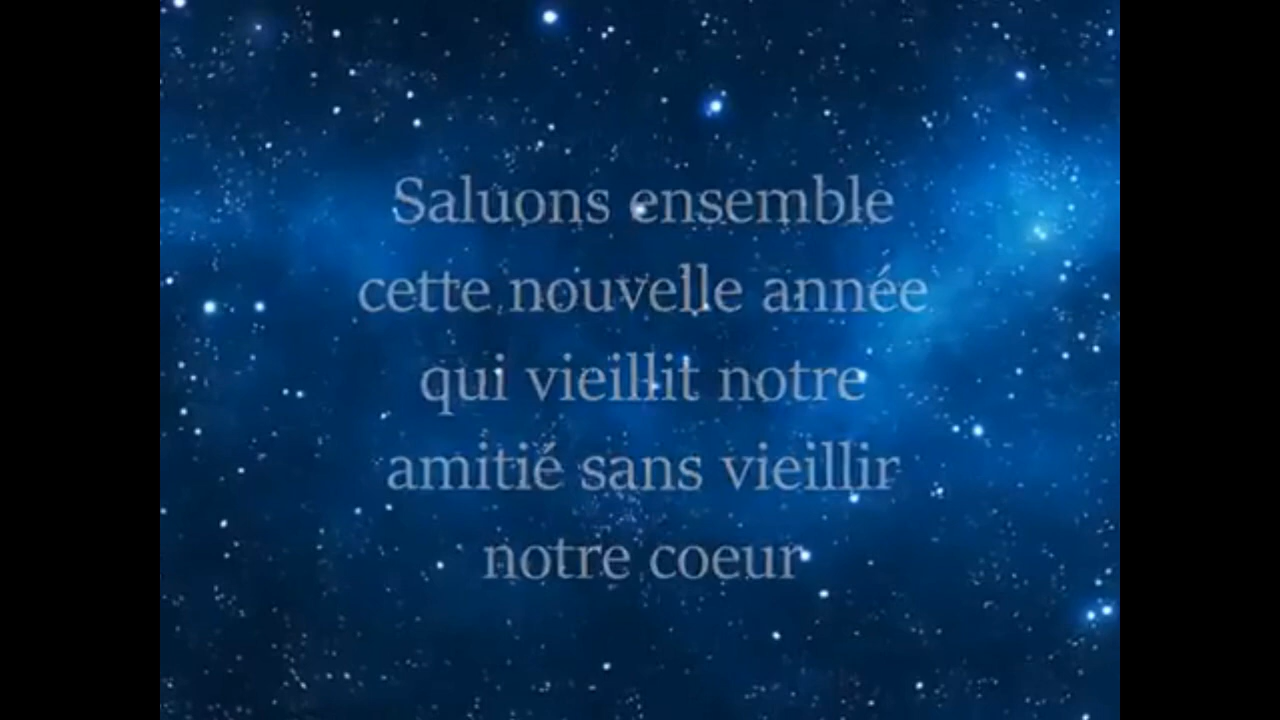 Saluons ensemble
cette nouvelle année
qui vieillit notre
amitié sans vieillir
notre coeur